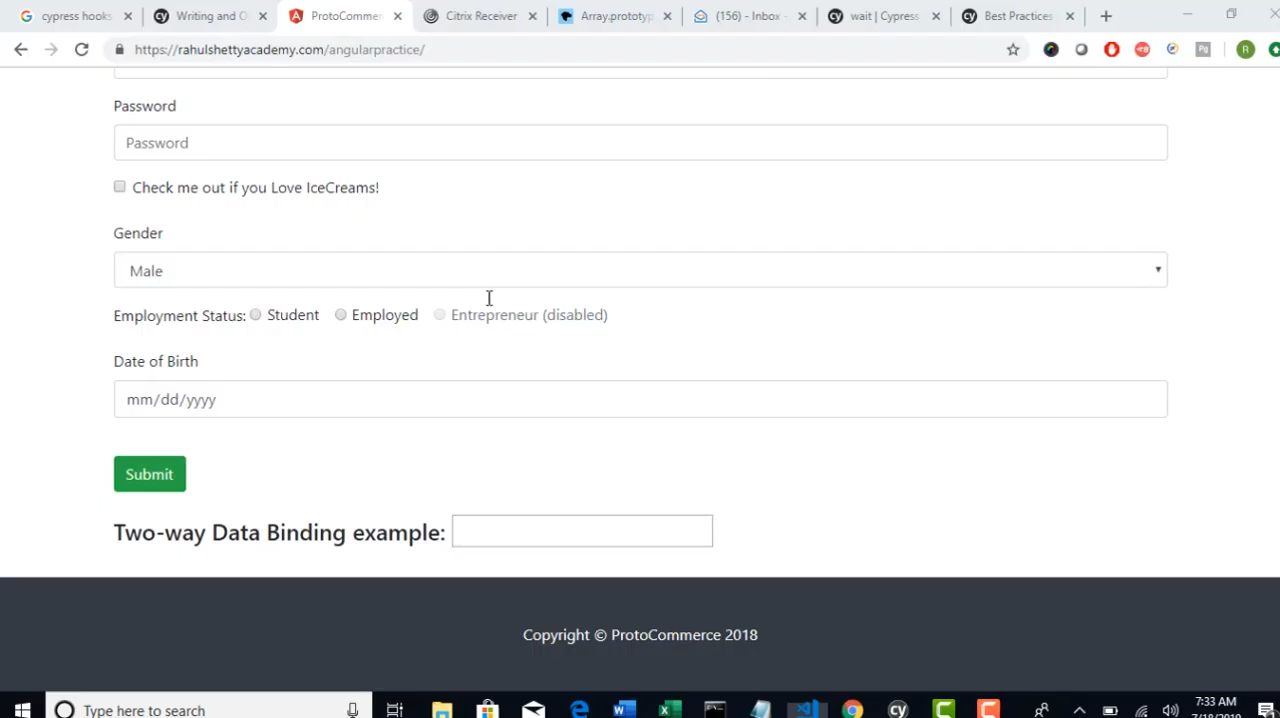 cypress hooks
Writing and O
ProtoCommer
Citrix Receiver
Array.prototyp
(156) - Inbox -
wait | Cypress
Best Practices
https://rahulshettyacademy.com/angularpractice/
Password
Password
Check me out if you Love IceCreams!
Gender
Male
Employment Status: Student Employed Entrepreneur (disabled)
Date of Birth
mm/dd/yyyy
Submit
Two-way Data Binding example:
Copyright © ProtoCommerce 2018
Type here to search
7:33 AM